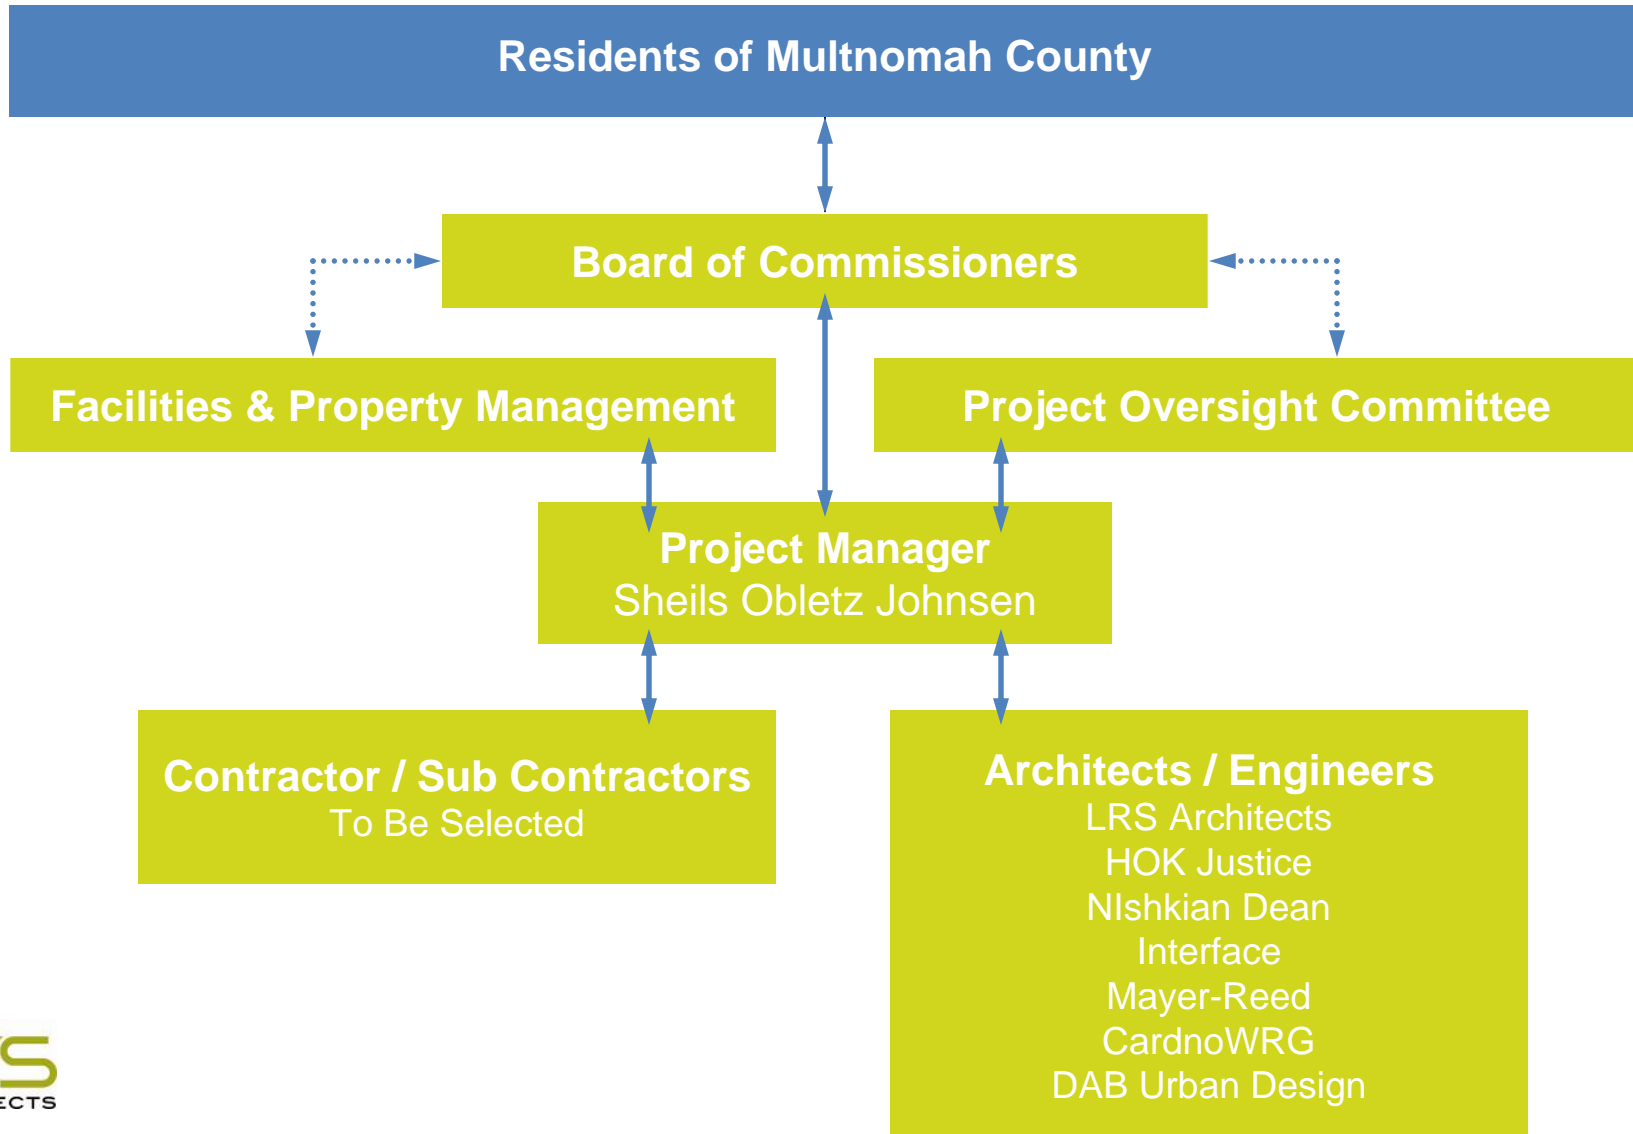 Residents of Multnomah County
Board of Commissioners
Facilities & Property Management
Project Oversight Committee
Project Manager
Sheils Obletz Johnsen
Contractor / Sub Contractors
To Be Selected
Architects / Engineers
LRS Architects
HOK Justice
NIshkian Dean
Interface
Mayer-Reed
CardnoWRG
DAB Urban Design